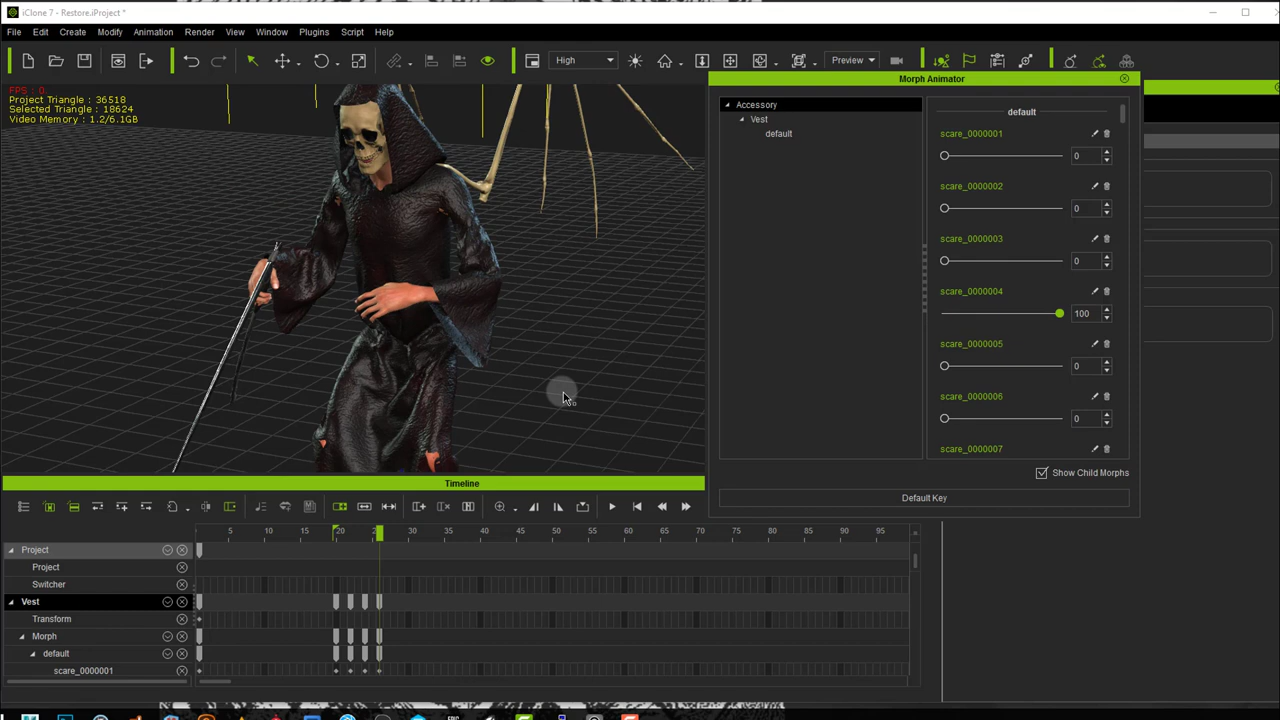 iClone 7 - Restore.iProject *
File Edit Create Modify Animation Render View Window Plugins Script Help
High
Preview
FPS : 0
Project Triangle : 36518
Selected Triangle : 18624
Video Memory : 1.2/6.1GB
Morph Animator
Accessory
Vest
default
default
scare_0000001
0
scare_0000002
0
scare_0000003
0
scare_0000004
100
scare_0000005
0
scare_0000006
0
scare_0000007
Show Child Morphs
Default Key
Timeline
5 10 15 20 25 30 35 40 45 50 55 60 65 70 75 80 85 90 95
Project
Project
Switcher
Vest
Transform
Morph
default
scare_0000001